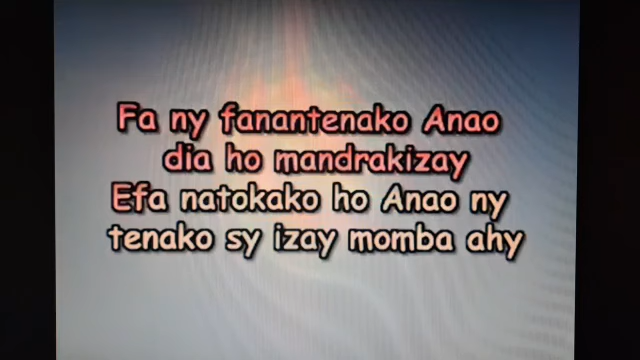 Fa ny fanantenako Anao
dia ho mandrakizay
Efa natokako ho Anao ny
tenako sy izay momba ahy